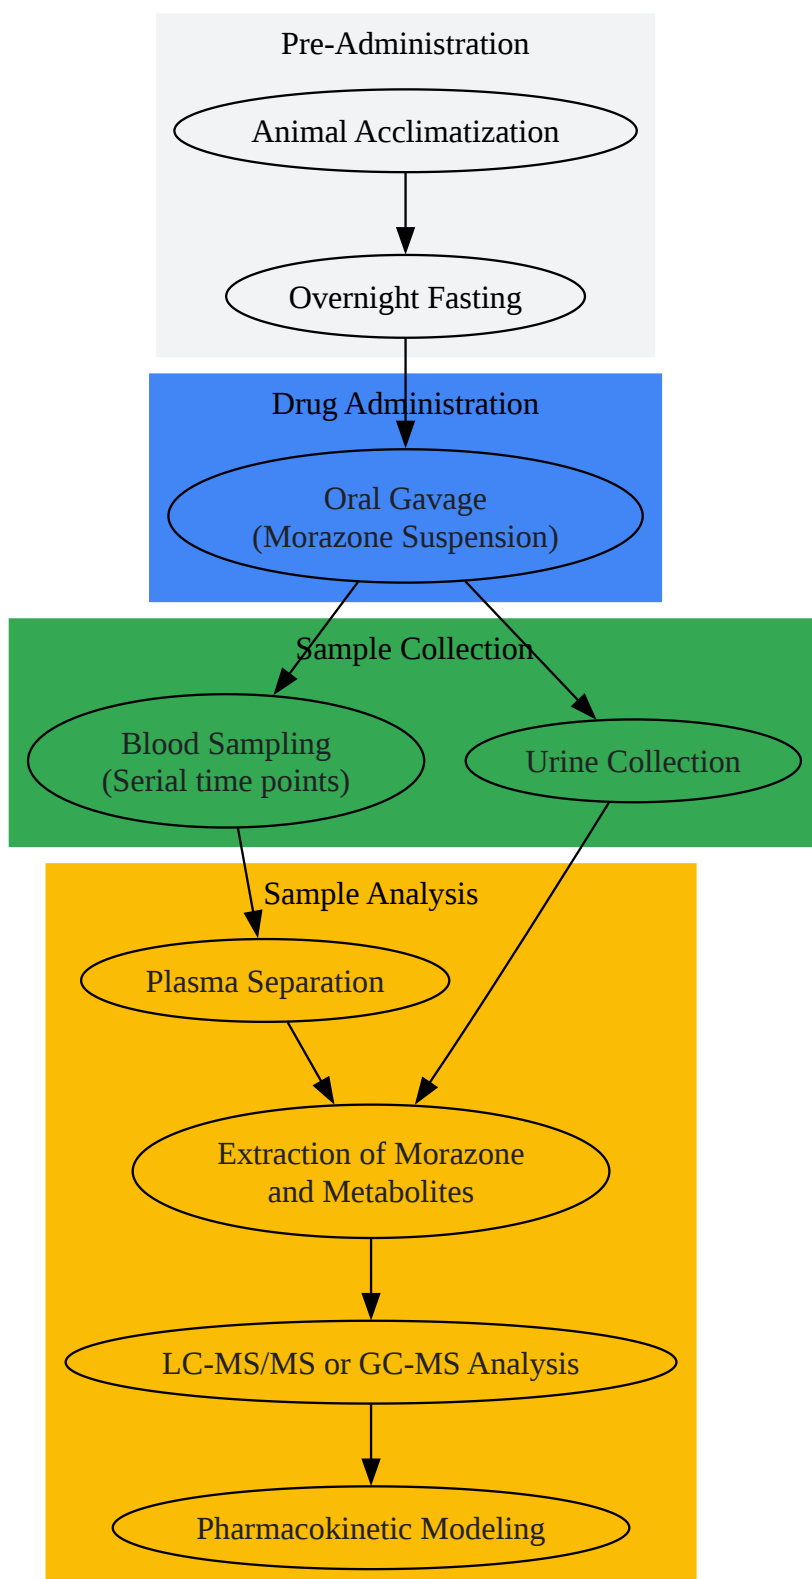 Pre-Administration
Animal Acclimatization
Overnight Fasting
Drug Administration
Oral Gavage
(Morazone Suspension)
Sample Collection
Blood Sampling
(Serial time points)
Urine Collection
Sample Analysis
Plasma Separation
Extraction of Morazone
and Metabolites
LC-MS/MS or GC-MS Analysis
Pharmacokinetic Modeling